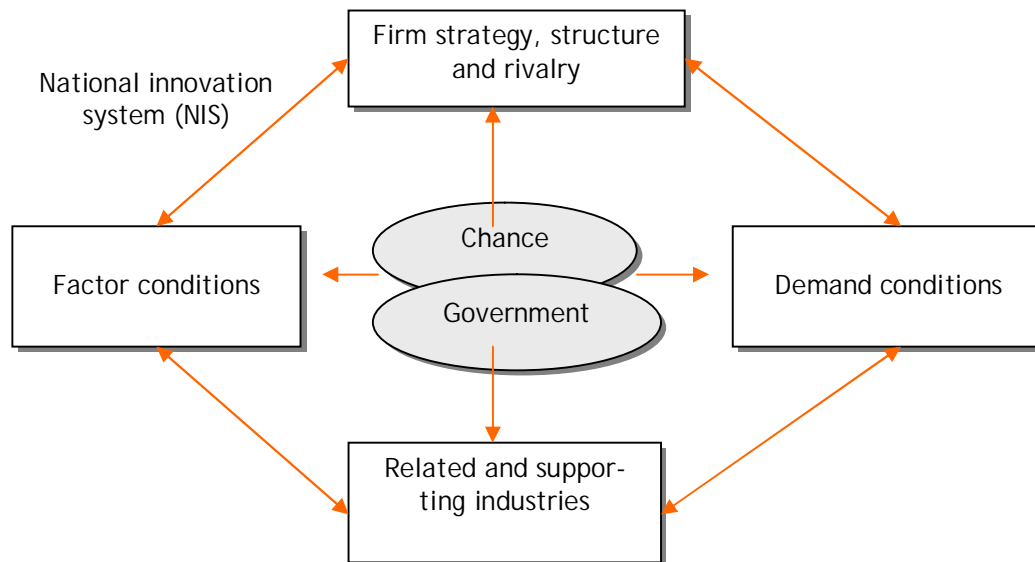 Firm strategy, structure
and rivalry
National innovation
system (NIS)
Chance
Factor conditions
Demand conditions
Government
Related and suppor-
ting industries